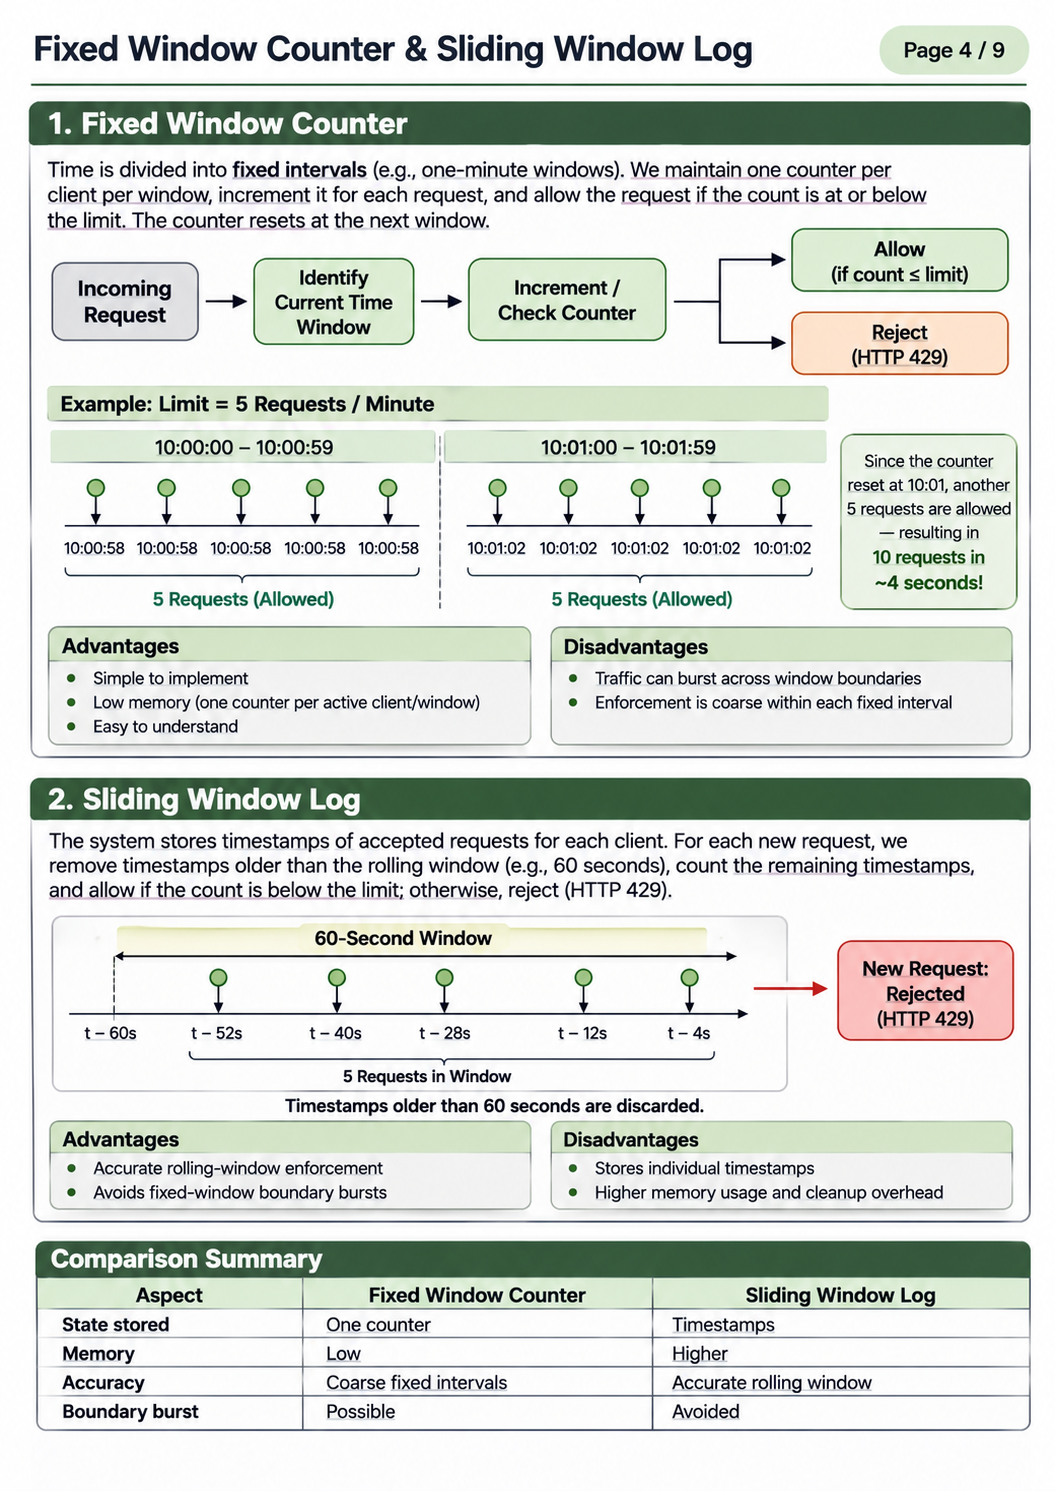 Fixed Window Counter & Sliding Window Log
Page 4 / 9
1. Fixed Window Counter
Time is divided into fixed intervals (e.g., one-minute windows). We maintain one counter per
client per window, increment it for each request, and allow the request if the count is at or below
the limit. The counter resets at the next window.
Incoming
Request
Identify
Current Time
Window
Increment /
Check Counter
Allow
(if count ≤ limit)
Reject
(HTTP 429)
Example: Limit = 5 Requests / Minute
10:00:00 – 10:00:59
10:01:00 – 10:01:59
10:00:58 10:00:58 10:00:58 10:00:58 10:00:58
10:01:02 10:01:02 10:01:02 10:01:02 10:01:02
5 Requests (Allowed)
5 Requests (Allowed)
Since the counter
reset at 10:01, another
5 requests are allowed
— resulting in
10 requests in
~4 seconds!
Advantages
• Simple to implement
• Low memory (one counter per active client/window)
• Easy to understand
Disadvantages
• Traffic can burst across window boundaries
• Enforcement is coarse within each fixed interval
2. Sliding Window Log
The system stores timestamps of accepted requests for each client. For each new request, we
remove timestamps older than the rolling window (e.g., 60 seconds), count the remaining timestamps,
and allow if the count is below the limit; otherwise, reject (HTTP 429).
60-Second Window
t – 60s t – 52s t – 40s t – 28s t – 12s t – 4s
5 Requests in Window
New Request:
Rejected
(HTTP 429)
Timestamps older than 60 seconds are discarded.
Advantages
• Accurate rolling-window enforcement
• Avoids fixed-window boundary bursts
Disadvantages
• Stores individual timestamps
• Higher memory usage and cleanup overhead
Comparison Summary
Aspect Fixed Window Counter Sliding Window Log
State stored One counter Timestamps
Memory Low Higher
Accuracy Coarse fixed intervals Accurate rolling window
Boundary burst Possible Avoided